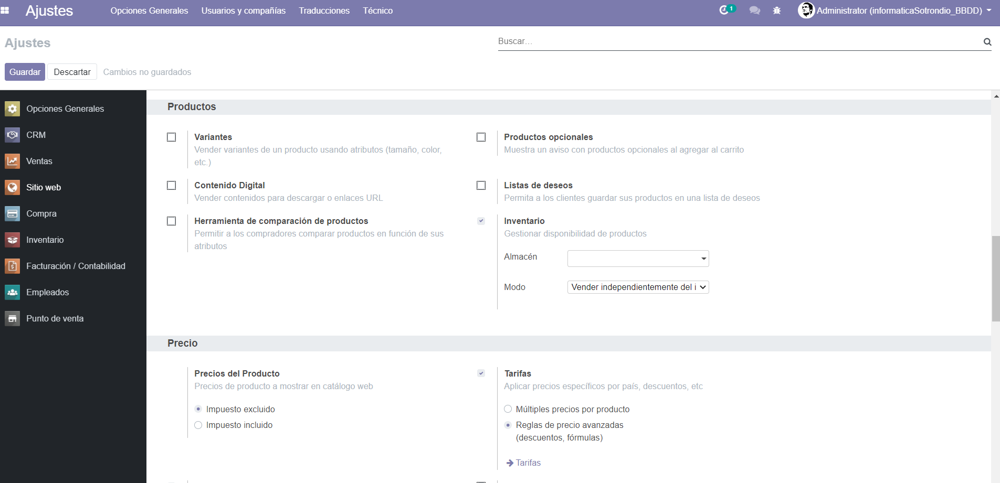 Ajustes
Opciones Generales
Usuarios y compañías
Traducciones
Técnico
1
Administrator (informaticaSotrondio_BBDD)
Ajustes
Buscar...
Guardar
Descartar
Cambios no guardados
Opciones Generales
CRM
Ventas
Sitio web
Compra
Inventario
Facturación / Contabilidad
Empleados
Punto de venta
Productos
Variantes
Vender variantes de un producto usando atributos (tamaño, color,
etc.)
Productos opcionales
Muestra un aviso con productos opcionales al agregar al carrito
Contenido Digital
Vender contenidos para descargar o enlaces URL
Listas de deseos
Permita a los clientes guardar sus productos en una lista de deseos
Herramienta de comparación de productos
Permitir a los compradores comparar productos en función de sus
atributos
Inventario
Gestionar disponibilidad de productos
Almacén
Modo
Vender independientemente del i
Precio
Precios del Producto
Precios de producto a mostrar en catálogo web
Impuesto excluido
Impuesto incluido
Tarifas
Aplicar precios específicos por país, descuentos, etc
Múltiples precios por producto
Reglas de precio avanzadas
(descuentos, fórmulas)
Tarifas